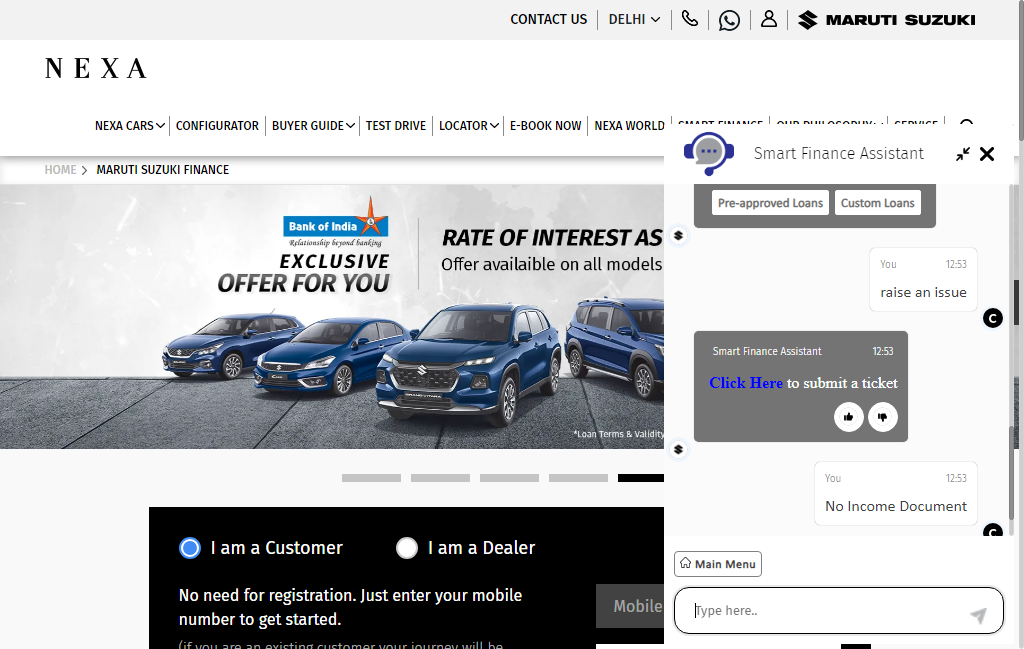 CONTACT US
DELHI
MARUTI SUZUKI
NEXA
NEXA CARS
CONFIGURATOR
BUYER GUIDE
TEST DRIVE
LOCATOR
E-BOOK NOW
NEXA WORLD
SMART FINANCE
OUR PHILOSOPHY
SERVICE
HOME
MARUTI SUZUKI FINANCE
Bank of India
Relationship beyond banking
EXCLUSIVE
OFFER FOR YOU
RATE OF INTEREST AS
Offer availaible on all models
GRAND VITARA
*Loan Terms & Validity
I am a Customer
I am a Dealer
No need for registration. Just enter your mobile
number to get started.
(if you are an existing customer your journey will be
Mobile
Smart Finance Assistant
Pre-approved Loans
Custom Loans
You 12:53
raise an issue
C
Smart Finance Assistant 12:53
Click Here to submit a ticket
You 12:53
No Income Document
C
Main Menu
Type here..